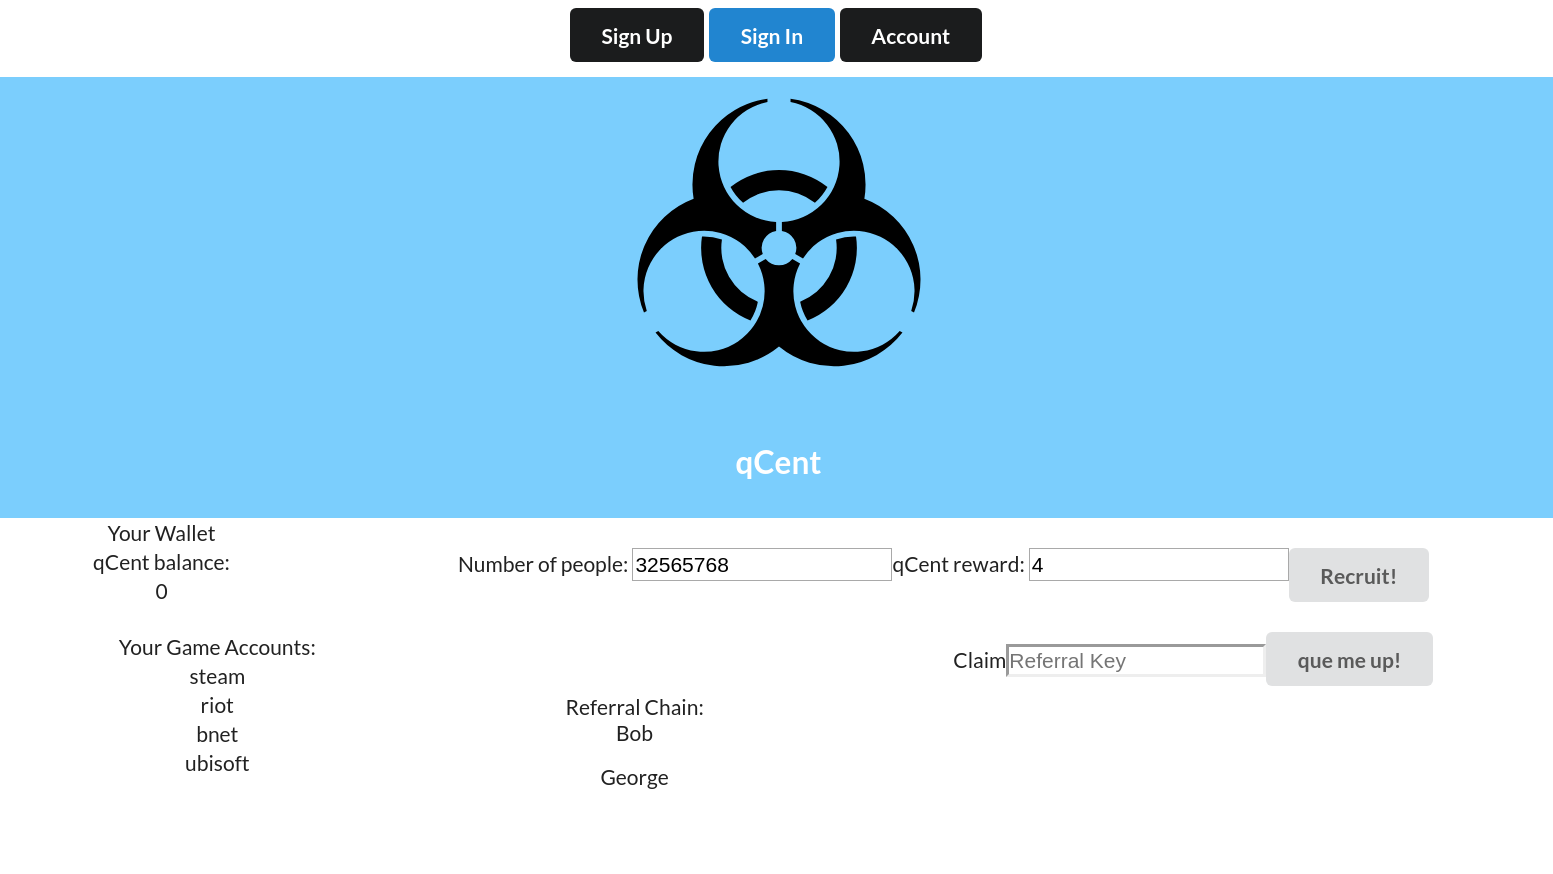 Sign Up Sign In Account
qCent
Your Wallet
qCent balance:
0
Number of people: 32565768 qCent reward: 4 Recruit!
Your Game Accounts:
steam
riot
bnet
ubisoft
Claim Referral Key que me up!
Referral Chain:
Bob
George